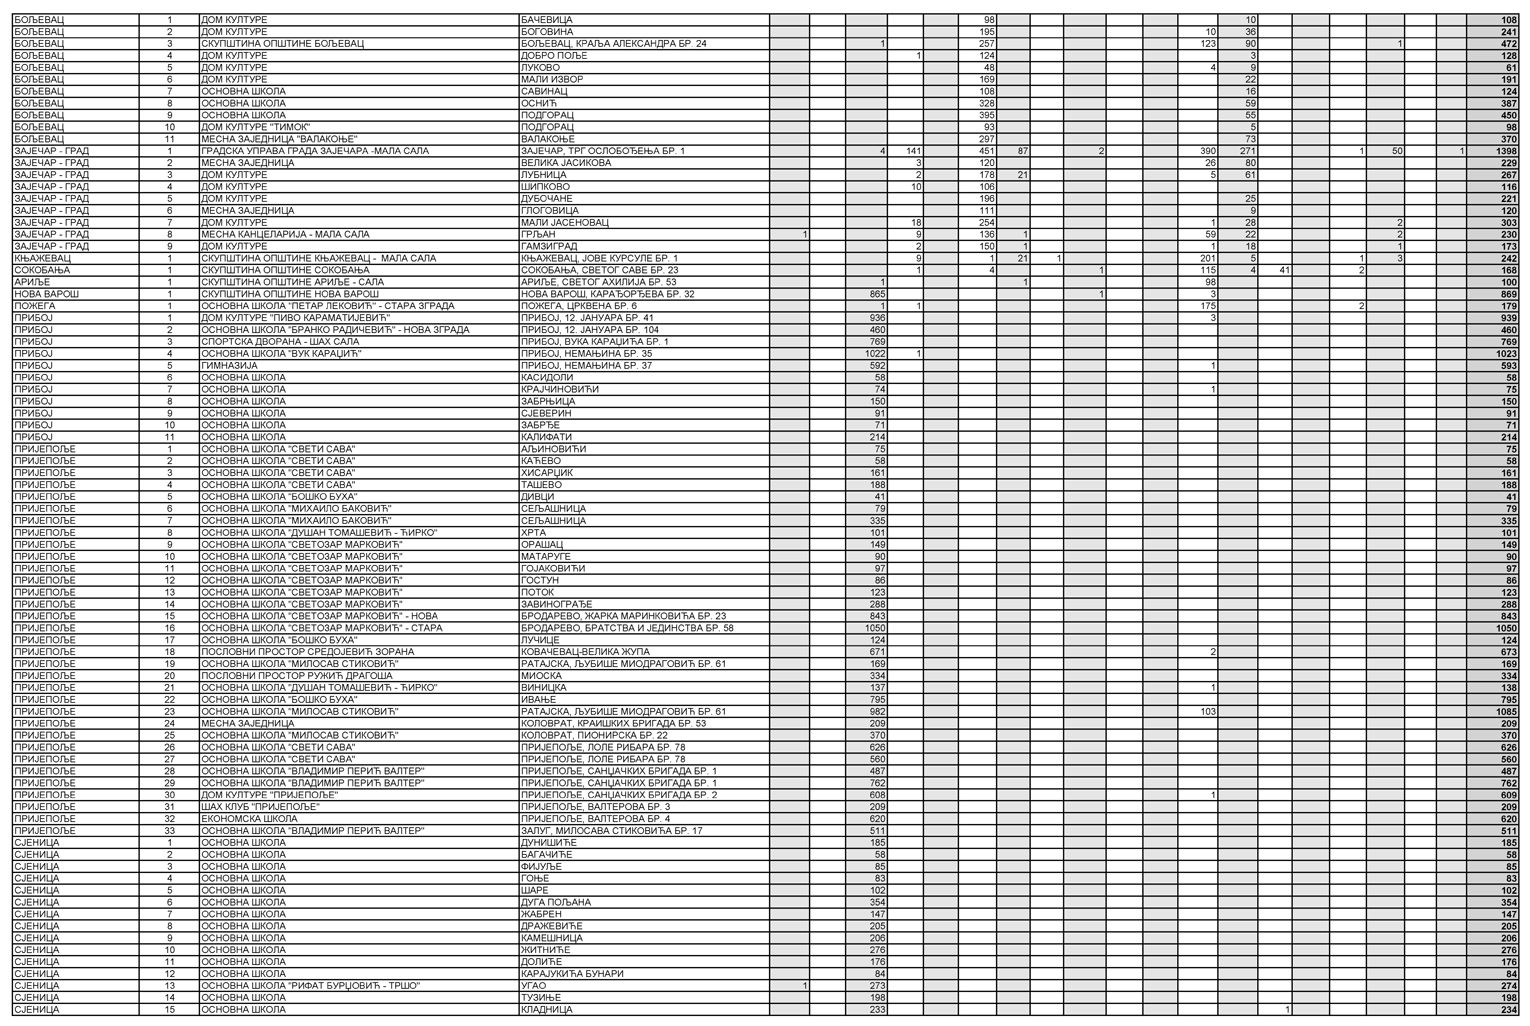 БОЉЕВАЦ 1 ДОМ КУЛТУРЕ БАЧЕВИЦА 98 10 108
БОЉЕВАЦ 2 ДОМ КУЛТУРЕ БОГОВИНА 195 10 36 241
БОЉЕВАЦ 3 СКУПШТИНА ОПШТИНЕ БОЉЕВАЦ БОЉЕВАЦ, КРАЉА АЛЕКСАНДРА БР. 24 1 257 123 90 1 472
БОЉЕВАЦ 4 ДОМ КУЛТУРЕ ДОБРО ПОЉЕ 1 124 3 128
БОЉЕВАЦ 5 ДОМ КУЛТУРЕ ЛУКОВО 48 4 9 61
БОЉЕВАЦ 6 ДОМ КУЛТУРЕ МАЛИ ИЗВОР 169 22 191
БОЉЕВАЦ 7 ОСНОВНА ШКОЛА САВИНАЦ 108 16 124
БОЉЕВАЦ 8 ОСНОВНА ШКОЛА ОСНИЋ 328 59 387
БОЉЕВАЦ 9 ОСНОВНА ШКОЛА ПОДГОРАЦ 395 55 450
БОЉЕВАЦ 10 ДОМ КУЛТУРЕ "ТИМОК" ПОДГОРАЦ 93 5 98
БОЉЕВАЦ 11 МЕСНА ЗАЈЕДНИЦА "ВАЛАКОЊЕ" ВАЛАКОЊЕ 297 73 370
ЗАЈЕЧАР - ГРАД 1 ГРАДСКА УПРАВА ГРАДА ЗАЈЕЧАРА -МАЛА САЛА ЗАЈЕЧАР, ТРГ ОСЛОБОЂЕЊА БР. 1 4 141 451 87 2 390 271 1 50 1 1398
ЗАЈЕЧАР - ГРАД 2 МЕСНА ЗАЈЕДНИЦА ВЕЛИКА ЈАСИКОВА 3 120 26 80 229
ЗАЈЕЧАР - ГРАД 3 ДОМ КУЛТУРЕ ЛУБНИЦА 2 178 21 5 61 267
ЗАЈЕЧАР - ГРАД 4 ДОМ КУЛТУРЕ ШИПКОВО 10 106 116
ЗАЈЕЧАР - ГРАД 5 ДОМ КУЛТУРЕ ДУБОЧАНЕ 196 25 221
ЗАЈЕЧАР - ГРАД 6 МЕСНА ЗАЈЕДНИЦА ГЛОГОВИЦА 111 9 120
ЗАЈЕЧАР - ГРАД 7 ДОМ КУЛТУРЕ МАЛИ ЈАСЕНОВАЦ 18 254 1 28 2 303
ЗАЈЕЧАР - ГРАД 8 МЕСНА КАНЦЕЛАРИЈА - МАЛА САЛА ГРЉАН 1 9 136 1 59 22 2 230
ЗАЈЕЧАР - ГРАД 9 ДОМ КУЛТУРЕ ГАМЗИГРАД 2 150 1 1 18 1 173
КЊАЖЕВАЦ 1 СКУПШТИНА ОПШТИНЕ КЊАЖЕВАЦ - МАЛА САЛА КЊАЖЕВАЦ, ЈОВЕ КУРСУЛЕ БР. 1 9 1 21 1 201 5 1 3 242
СОКОБАЊА 1 СКУПШТИНА ОПШТИНЕ СОКОБАЊА СОКОБАЊА, СВЕТОГ САВЕ БР. 23 1 4 1 115 4 41 2 168
АРИЉЕ 1 СКУПШТИНА ОПШТИНЕ АРИЉЕ - САЛА АРИЉЕ, СВЕТОГ АХИЛИЈА БР. 53 1 1 98 100
НОВА ВАРОШ 1 СКУПШТИНА ОПШТИНЕ НОВА ВАРОШ НОВА ВАРОШ, КАРАЂОРЂЕВА БР. 32 865 1 3 869
ПОЖЕГА 1 ОСНОВНА ШКОЛА "ПЕТАР ЛЕКОВИЋ" - СТАРА ЗГРАДА ПОЖЕГА, ЦРКВЕНА БР. 6 1 1 175 2 179
ПРИБОЈ 1 ДОМ КУЛТУРЕ "ПИВО КАРАМАТИЈЕВИЋ" ПРИБОЈ, 12. ЈАНУАРА БР. 41 936 3 939
ПРИБОЈ 2 ОСНОВНА ШКОЛА "БРАНКО РАДИЧЕВИЋ" - НОВА ЗГРАДА ПРИБОЈ, 12. ЈАНУАРА БР. 104 460 460
ПРИБОЈ 3 СПОРТСКА ДВОРАНА - ШАХ САЛА ПРИБОЈ, ВУКА КАРАЏИЋА БР. 1 769 769
ПРИБОЈ 4 ОСНОВНА ШКОЛА "ВУК КАРАЏИЋ" ПРИБОЈ, НЕМАЊИНА БР. 35 1022 1 1023
ПРИБОЈ 5 ГИМНАЗИЈА ПРИБОЈ, НЕМАЊИНА БР. 37 592 1 593
ПРИБОЈ 6 ОСНОВНА ШКОЛА КАСИДОЛИ 58 58
ПРИБОЈ 7 ОСНОВНА ШКОЛА КРАЈЧИНОВИЋИ 74 1 75
ПРИБОЈ 8 ОСНОВНА ШКОЛА ЗАБРЊИЦА 150 150
ПРИБОЈ 9 ОСНОВНА ШКОЛА СЈЕВЕРИН 91 91
ПРИБОЈ 10 ОСНОВНА ШКОЛА ЗАБРЂЕ 71 71
ПРИБОЈ 11 ОСНОВНА ШКОЛА КАЛИФАТИ 214 214
ПРИЈЕПОЉЕ 1 ОСНОВНА ШКОЛА "СВЕТИ САВА" АЉИНОВИЋИ 75 75
ПРИЈЕПОЉЕ 2 ОСНОВНА ШКОЛА "СВЕТИ САВА" КАЋЕВО 58 58
ПРИЈЕПОЉЕ 3 ОСНОВНА ШКОЛА "СВЕТИ САВА" ХИСАРЏИК 161 161
ПРИЈЕПОЉЕ 4 ОСНОВНА ШКОЛА "СВЕТИ САВА" ТАШЕВО 188 188
ПРИЈЕПОЉЕ 5 ОСНОВНА ШКОЛА "БОШКО БУХА" ДИВЦИ 41 41
ПРИЈЕПОЉЕ 6 ОСНОВНА ШКОЛА "МИХАИЛО БАКОВИЋ" СЕЉАШНИЦА 79 79
ПРИЈЕПОЉЕ 7 ОСНОВНА ШКОЛА "МИХАИЛО БАКОВИЋ" СЕЉАШНИЦА 335 335
ПРИЈЕПОЉЕ 8 ОСНОВНА ШКОЛА "ДУШАН ТОМАШЕВИЋ - ЋИРКО" ХРТА 101 101
ПРИЈЕПОЉЕ 9 ОСНОВНА ШКОЛА "СВЕТОЗАР МАРКОВИЋ" ОРАШАЦ 149 149
ПРИЈЕПОЉЕ 10 ОСНОВНА ШКОЛА "СВЕТОЗАР МАРКОВИЋ" МАТАРУГЕ 90 90
ПРИЈЕПОЉЕ 11 ОСНОВНА ШКОЛА "СВЕТОЗАР МАРКОВИЋ" ГОЈАКОВИЋИ 97 97
ПРИЈЕПОЉЕ 12 ОСНОВНА ШКОЛА "СВЕТОЗАР МАРКОВИЋ" ГОСТУН 86 86
ПРИЈЕПОЉЕ 13 ОСНОВНА ШКОЛА "СВЕТОЗАР МАРКОВИЋ" ПОТОК 123 123
ПРИЈЕПОЉЕ 14 ОСНОВНА ШКОЛА "СВЕТОЗАР МАРКОВИЋ" ЗАВИНОГРАЂЕ 288 288
ПРИЈЕПОЉЕ 15 ОСНОВНА ШКОЛА "СВЕТОЗАР МАРКОВИЋ" - НОВА БРОДАРЕВО, ЖАРКА МАРИНКОВИЋА БР. 23 843 843
ПРИЈЕПОЉЕ 16 ОСНОВНА ШКОЛА "СВЕТОЗАР МАРКОВИЋ" - СТАРА БРОДАРЕВО, БРАТСТВА И ЈЕДИНСТВА БР. 58 1050 1050
ПРИЈЕПОЉЕ 17 ОСНОВНА ШКОЛА "БОШКО БУХА" ЛУЧИЦЕ 124 124
ПРИЈЕПОЉЕ 18 ПОСЛОВНИ ПРОСТОР СРЕДОЈЕВИЋ ЗОРАНА КОВАЧЕВАЦ-ВЕЛИКА ЖУПА 671 2 673
ПРИЈЕПОЉЕ 19 ОСНОВНА ШКОЛА "МИЛОСАВ СТИКОВИЋ" РАТАЈСКА, ЉУБИШЕ МИОДРАГОВИЋ БР. 61 169 169
ПРИЈЕПОЉЕ 20 ПОСЛОВНИ ПРОСТОР РУЖИЋ ДРАГОША МИОСКА 334 334
ПРИЈЕПОЉЕ 21 ОСНОВНА ШКОЛА "ДУШАН ТОМАШЕВИЋ - ЋИРКО" ВИНИЦКА 137 1 138
ПРИЈЕПОЉЕ 22 ОСНОВНА ШКОЛА "БОШКО БУХА" ИВАЊЕ 795 795
ПРИЈЕПОЉЕ 23 ОСНОВНА ШКОЛА "МИЛОСАВ СТИКОВИЋ" РАТАЈСКА, ЉУБИШЕ МИОДРАГОВИЋ БР. 61 982 103 1085
ПРИЈЕПОЉЕ 24 МЕСНА ЗАЈЕДНИЦА КОЛОВРАТ, КРАИШКИХ БРИГАДА БР. 53 209 209
ПРИЈЕПОЉЕ 25 ОСНОВНА ШКОЛА "МИЛОСАВ СТИКОВИЋ" КОЛОВРАТ, ПИОНИРСКА БР. 22 370 370
ПРИЈЕПОЉЕ 26 ОСНОВНА ШКОЛА "СВЕТИ САВА" ПРИЈЕПОЉЕ, ЛОЛЕ РИБАРА БР. 78 626 626
ПРИЈЕПОЉЕ 27 ОСНОВНА ШКОЛА "СВЕТИ САВА" ПРИЈЕПОЉЕ, ЛОЛЕ РИБАРА БР. 78 560 560
ПРИЈЕПОЉЕ 28 ОСНОВНА ШКОЛА "ВЛАДИМИР ПЕРИЋ ВАЛТЕР" ПРИЈЕПОЉЕ, САНЏАЧКИХ БРИГАДА БР. 1 487 487
ПРИЈЕПОЉЕ 29 ОСНОВНА ШКОЛА "ВЛАДИМИР ПЕРИЋ ВАЛТЕР" ПРИЈЕПОЉЕ, САНЏАЧКИХ БРИГАДА БР. 1 762 762
ПРИЈЕПОЉЕ 30 ДОМ КУЛТУРЕ "ПРИЈЕПОЉЕ" ПРИЈЕПОЉЕ, САНЏАЧКИХ БРИГАДА БР. 2 608 1 609
ПРИЈЕПОЉЕ 31 ШАХ КЛУБ "ПРИЈЕПОЉЕ" ПРИЈЕПОЉЕ, ВАЛТЕРОВА БР. 3 209 209
ПРИЈЕПОЉЕ 32 ЕКОНОМСКА ШКОЛА ПРИЈЕПОЉЕ, ВАЛТЕРОВА БР. 4 620 620
ПРИЈЕПОЉЕ 33 ОСНОВНА ШКОЛА "ВЛАДИМИР ПЕРИЋ ВАЛТЕР" ЗАЛУГ, МИЛОСАВА СТИКОВИЋА БР. 17 511 511
СЈЕНИЦА 1 ОСНОВНА ШКОЛА ДУНИШИЋЕ 185 185
СЈЕНИЦА 2 ОСНОВНА ШКОЛА БАГАЧИЋЕ 58 58
СЈЕНИЦА 3 ОСНОВНА ШКОЛА ФИЈУЉЕ 85 85
СЈЕНИЦА 4 ОСНОВНА ШКОЛА ГОЊЕ 83 83
СЈЕНИЦА 5 ОСНОВНА ШКОЛА ШАРЕ 102 102
СЈЕНИЦА 6 ОСНОВНА ШКОЛА ДУГА ПОЉАНА 354 354
СЈЕНИЦА 7 ОСНОВНА ШКОЛА ЖАБРЕН 147 147
СЈЕНИЦА 8 ОСНОВНА ШКОЛА ДРАЖЕВИЋЕ 205 205
СЈЕНИЦА 9 ОСНОВНА ШКОЛА КАМЕШНИЦА 206 206
СЈЕНИЦА 10 ОСНОВНА ШКОЛА ЖИТНИЋЕ 276 276
СЈЕНИЦА 11 ОСНОВНА ШКОЛА ДОЛИЋЕ 176 176
СЈЕНИЦА 12 ОСНОВНА ШКОЛА КАРАЈУКИЋА БУНАРИ 84 84
СЈЕНИЦА 13 ОСНОВНА ШКОЛА "РИФАТ БУРЏОВИЋ - ТРШО" УГАО 1 273 274
СЈЕНИЦА 14 ОСНОВНА ШКОЛА ТУЗИЊЕ 198 198
СЈЕНИЦА 15 ОСНОВНА ШКОЛА КЛАДНИЦА 233 1 234